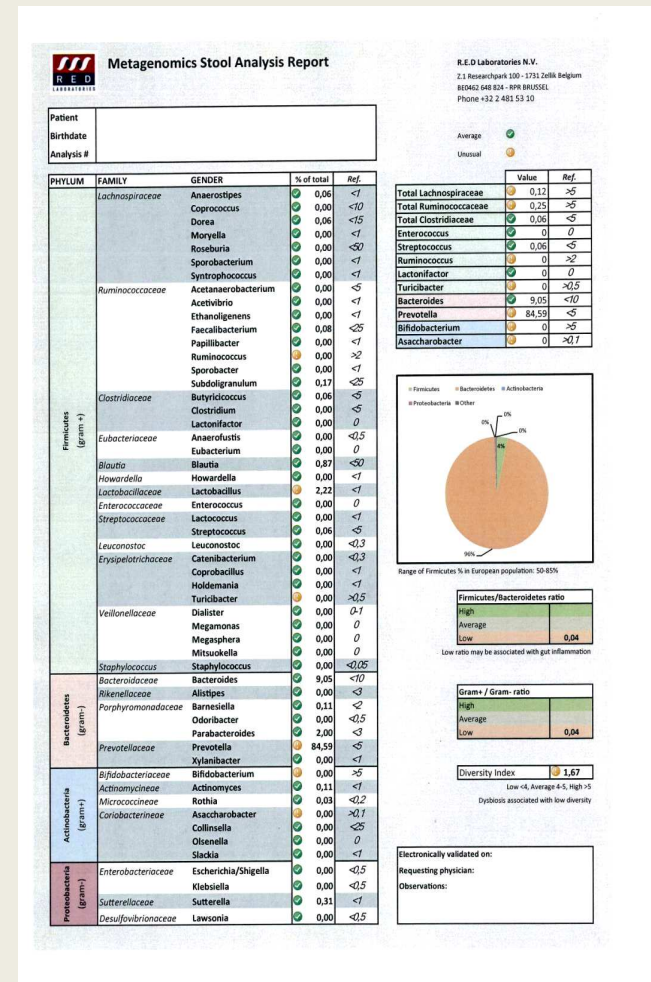 RED
LABORATORIES
Metagenomics Stool Analysis Report
R.E.D Laboratories N.V.
Z.1 Researchpark 100 - 1731 Zellik Belgium
BE0462 648 824 - RPR BRUSSEL
Phone +32 2 481 53 10
Patient
Birthdate
Analysis #
Average
Unusual
PHYLUM FAMILY GENDER % of total Ref.
Firmicutes (gram +)
Lachnospiraceae Anaerostipes 0,06 <1
Coprococcus 0,00 <10
Dorea 0,06 <15
Moryella 0,00 <1
Roseburia 0,00 <50
Sporobacterium 0,00 <1
Syntrophococcus 0,00 <1
Ruminococcaceae Acetanaerobacterium 0,00 <5
Acetivibrio 0,00 <1
Ethanoligenens 0,00 <1
Faecalibacterium 0,08 <25
Papillibacter 0,00 <1
Ruminococcus 0,00 >2
Sporobacter 0,00 <1
Subdoligranulum 0,17 <25
Clostridiaceae Butyricicoccus 0,06 <5
Clostridium 0,00 <5
Lactonifactor 0,00 0
Eubacteriaceae Anaerofustis 0,00 <0,5
Eubacterium 0,00 0
Blautia Blautia 0,87 <50
Howardella Howardella 0,00 <1
Lactobacillaceae Lactobacillus 2,22 <1
Enterococcaceae Enterococcus 0,00 0
Streptococcaceae Lactococcus 0,00 <1
Streptococcus 0,06 <5
Leuconostoc Leuconostoc 0,00 <0,3
Erysipelotrichaceae Catenibacterium 0,00 <0,3
Coprobacillus 0,00 <1
Holdemania 0,00 <1
Turicibacter 0,00 >0,5
Veillonellaceae Dialister 0,00 0-1
Megamonas 0,00 0
Megasphera 0,00 0
Mitsuokella 0,00 0
Staphylococcus Staphylococcus 0,00 <0,05
Bacteroidetes (gram-)
Bacteroidaceae Bacteroides 9,05 <10
Rikenellaceae Alistipes 0,00 <3
Porphyromonadaceae Barnesiella 0,11 <2
Odoribacter 0,00 <0,5
Parabacteroides 2,00 <3
Prevotellaceae Prevotella 84,59 <5
Xylanibacter 0,00 <1
Actinobacteria (gram+)
Bifidobacteriaceae Bifidobacterium 0,00 >5
Actinomycineae Actinomyces 0,11 <1
Micrococcineae Rothia 0,03 <0,2
Coriobacterineae Asaccharobacter 0,00 >0,1
Collinsella 0,00 <25
Olsenella 0,00 0
Slackia 0,00 <1
Proteobacteria (gram-)
Enterobacteriaceae Escherichia/Shigella 0,00 <0,5
Klebsiella 0,00 <0,5
Sutterellaceae Sutterella 0,31 <1
Desulfovibrionaceae Lawsonia 0,00 <0,5
Value Ref.
Total Lachnospiraceae 0,12 >5
Total Ruminococcaceae 0,25 >5
Total Clostridiaceae 0,06 <5
Enterococcus 0 0
Streptococcus 0,06 <5
Ruminococcus 0 >2
Lactonifactor 0 0
Turicibacter 0 >0,5
Bacteroides 9,05 <10
Prevotella 84,59 <5
Bifidobacterium 0 >5
Asaccharobacter 0 >0,1
Firmicutes Bacteroidetes Actinobacteria
Proteobacteria Other
0%
0%
0%
4%
96%
Range of Firmicutes % in European population: 50-85%
Firmicutes/Bacteroidetes ratio
High
Average
Low 0,04
Low ratio may be associated with gut inflammation
Gram+ / Gram- ratio
High
Average
Low 0,04
Diversity Index 1,67
Low <4, Average 4-5, High >5
Dysbiosis associated with low diversity
Electronically validated on:
Requesting physician:
Observations: